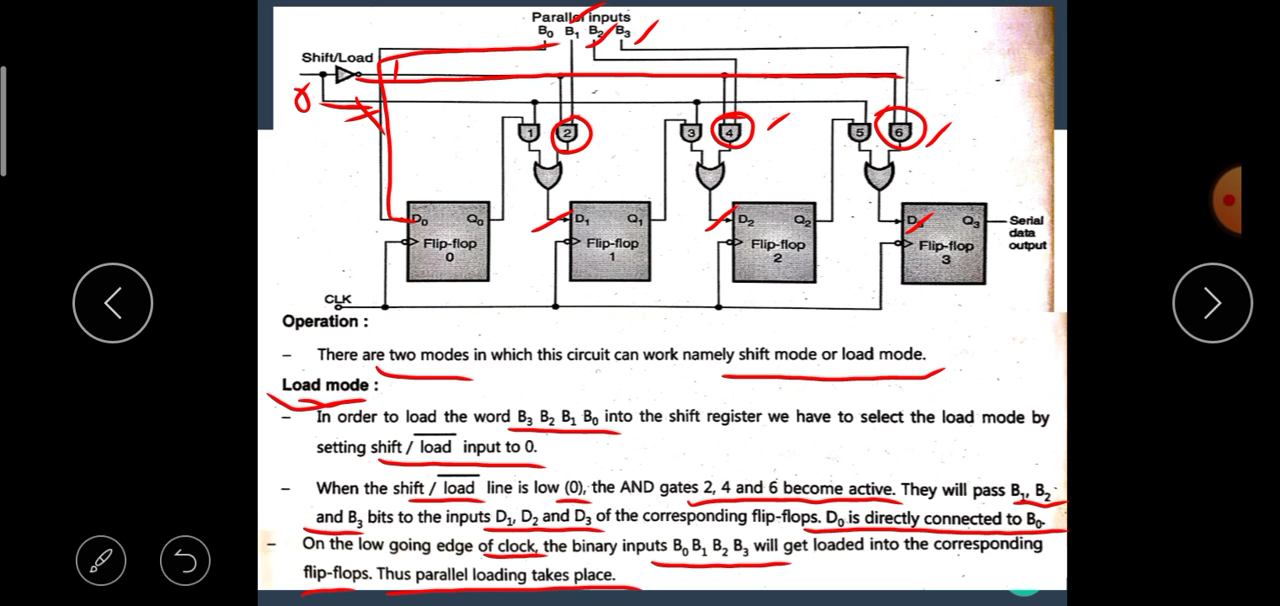 Parallel inputs
B₀ B₁ B₂ B₃
Shift/Load
0
1
1 2 3 4 5 6
D₀ Q₀ D₁ Q₁ D₂ Q₂ D₃ Q₃
Serial data output
Flip-flop 0
Flip-flop 1
Flip-flop 2
Flip-flop 3
CLK
Operation :
– There are two modes in which this circuit can work namely shift mode or load mode.
Load mode :
– In order to load the word B₃ B₂ B₁ B₀ into the shift register we have to select the load mode by
setting shift / load input to 0.
– When the shift / load line is low (0), the AND gates 2, 4 and 6 become active. They will pass B₁, B₂
and B₃ bits to the inputs D₁, D₂ and D₃ of the corresponding flip-flops. D₀ is directly connected to B₀.
– On the low going edge of clock, the binary inputs B₀ B₁ B₂ B₃ will get loaded into the corresponding
flip-flops. Thus parallel loading takes place.